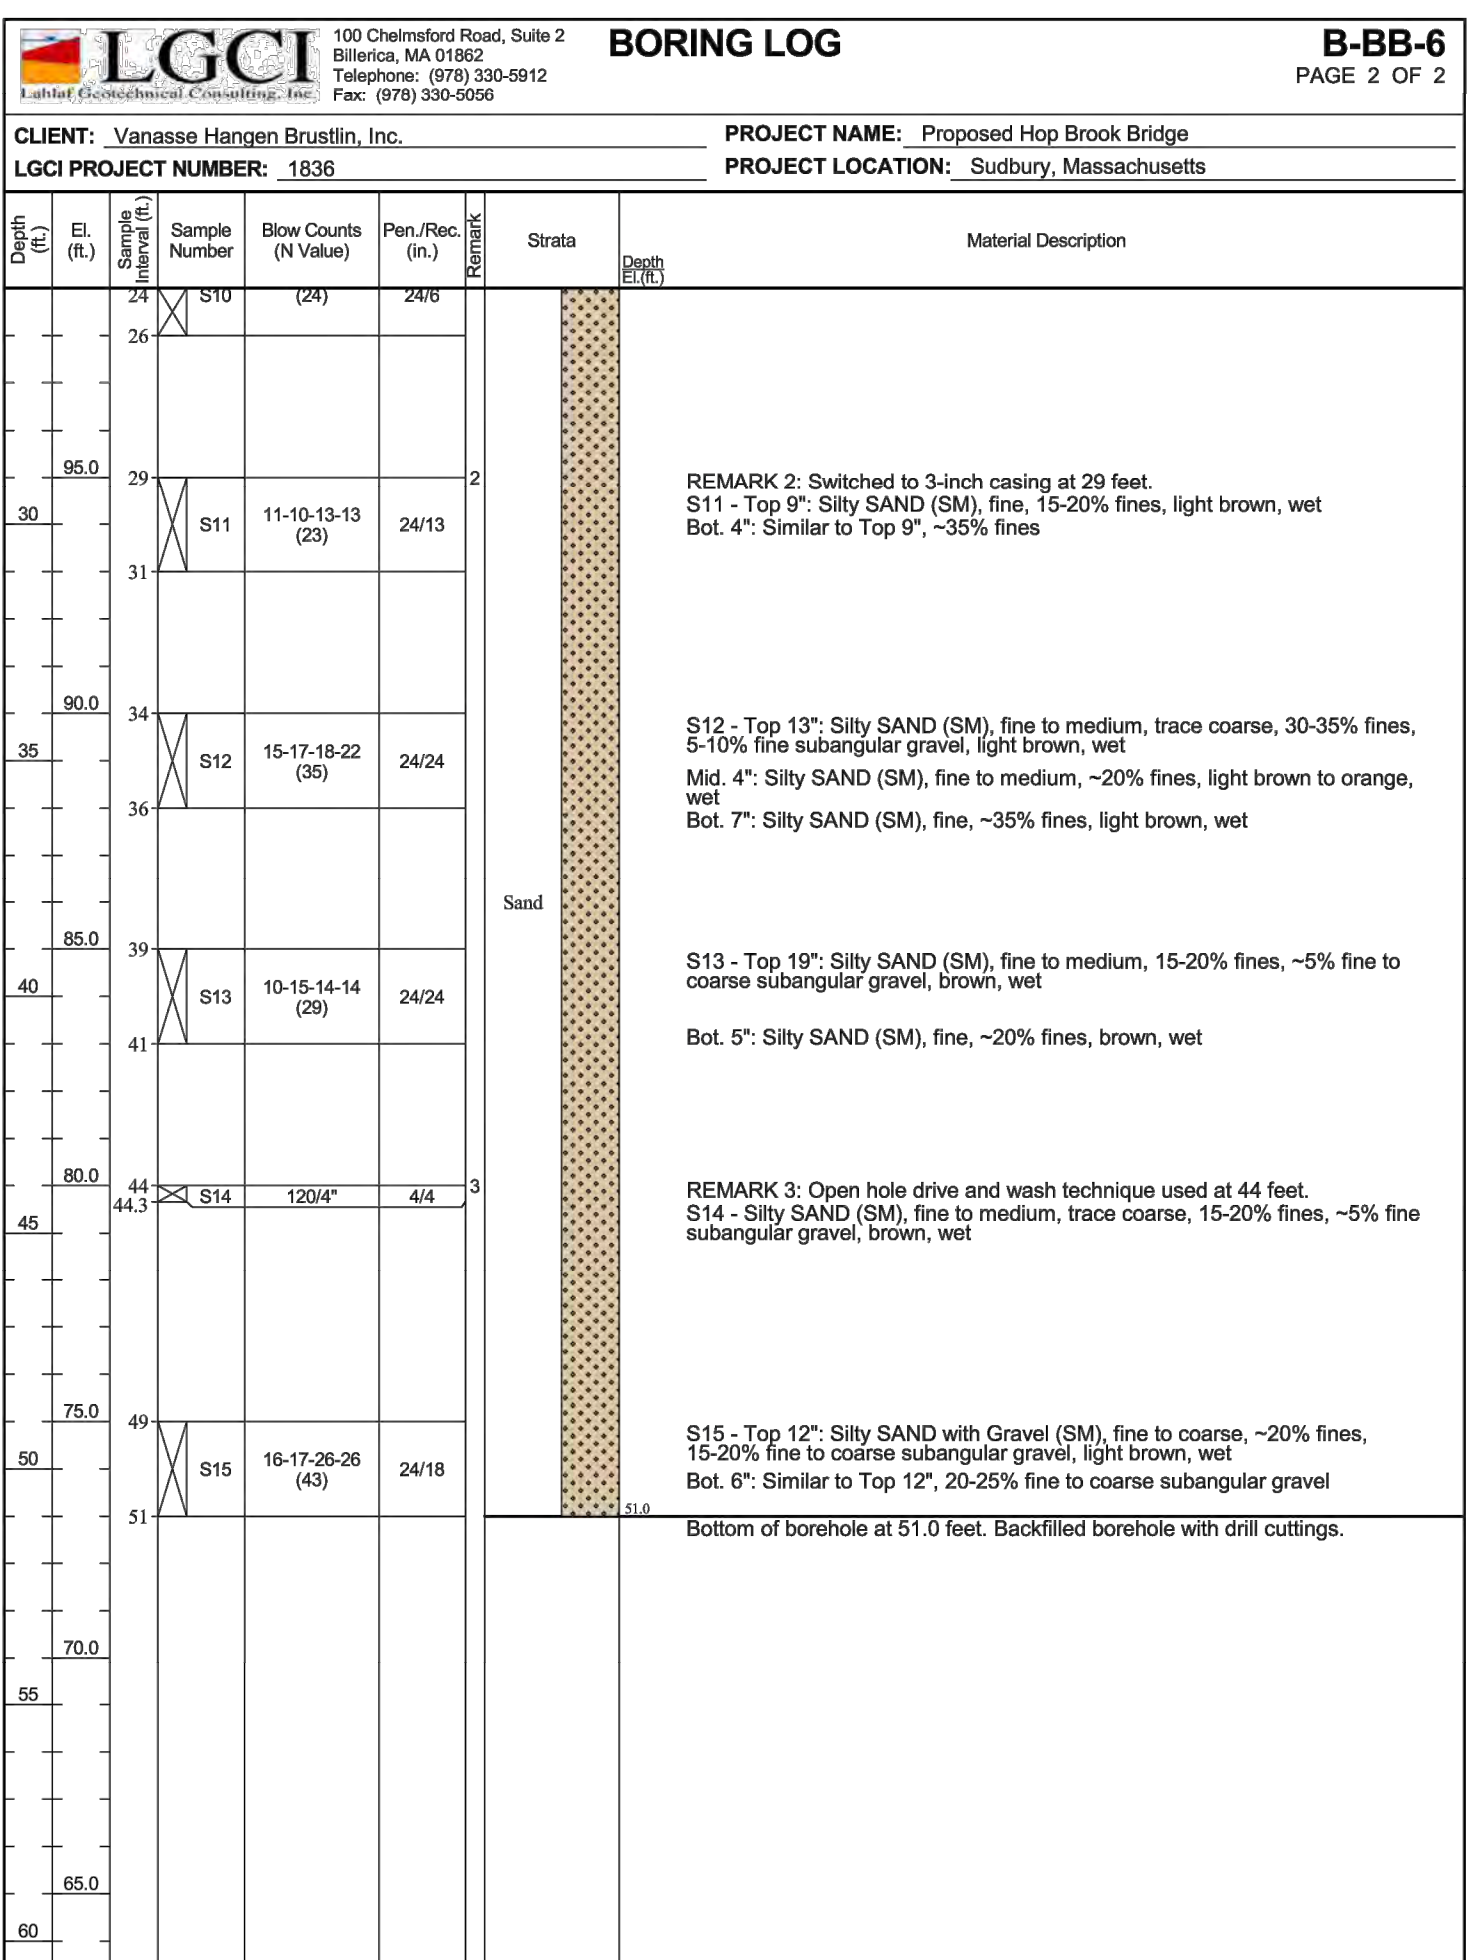 LGCI
Lahlaf Geotechnical Consulting, Inc.
100 Chelmsford Road, Suite 2
Billerica, MA 01862
Telephone: (978) 330-5912
Fax: (978) 330-5056
BORING LOG
B-BB-6
PAGE 2 OF 2
CLIENT: Vanasse Hangen Brustlin, Inc.
PROJECT NAME: Proposed Hop Brook Bridge
LGCI PROJECT NUMBER: 1836
PROJECT LOCATION: Sudbury, Massachusetts
Depth (ft.)
El. (ft.)
Sample Interval (ft.)
Sample Number
Blow Counts (N Value)
Pen./Rec. (in.)
Remark
Strata
Depth
El.(ft.)
Material Description
24 S10 (24) 24/6
26
95.0 29 2
REMARK 2: Switched to 3-inch casing at 29 feet.
S11 - Top 9": Silty SAND (SM), fine, 15-20% fines, light brown, wet
30 S11 11-10-13-13 (23) 24/13
Bot. 4": Similar to Top 9", ~35% fines
31
90.0 34
S12 - Top 13": Silty SAND (SM), fine to medium, trace coarse, 30-35% fines,
5-10% fine subangular gravel, light brown, wet
35 S12 15-17-18-22 (35) 24/24
Mid. 4": Silty SAND (SM), fine to medium, ~20% fines, light brown to orange,
wet
36
Bot. 7": Silty SAND (SM), fine, ~35% fines, light brown, wet
Sand
85.0 39
S13 - Top 19": Silty SAND (SM), fine to medium, 15-20% fines, ~5% fine to
coarse subangular gravel, brown, wet
40 S13 10-15-14-14 (29) 24/24
41
Bot. 5": Silty SAND (SM), fine, ~20% fines, brown, wet
80.0 44 3
44.3 S14 120/4" 4/4
REMARK 3: Open hole drive and wash technique used at 44 feet.
S14 - Silty SAND (SM), fine to medium, trace coarse, 15-20% fines, ~5% fine
subangular gravel, brown, wet
45
75.0 49
S15 - Top 12": Silty SAND with Gravel (SM), fine to coarse, ~20% fines,
15-20% fine to coarse subangular gravel, light brown, wet
50 S15 16-17-26-26 (43) 24/18
Bot. 6": Similar to Top 12", 20-25% fine to coarse subangular gravel
51 51.0
Bottom of borehole at 51.0 feet. Backfilled borehole with drill cuttings.
70.0
55
65.0
60